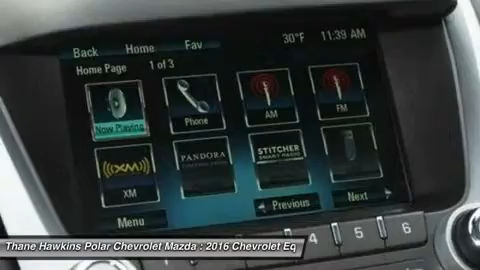 Back Home Fav 30°F 11:39 AM
Home Page 1 of 3
Now Playing Phone AM FM
XM PANDORA STITCHER
SMART RADIO
XM
Menu Previous Next
4 5 6
Thane Hawkins Polar Chevrolet Mazda : 2016 Chevrolet Eq